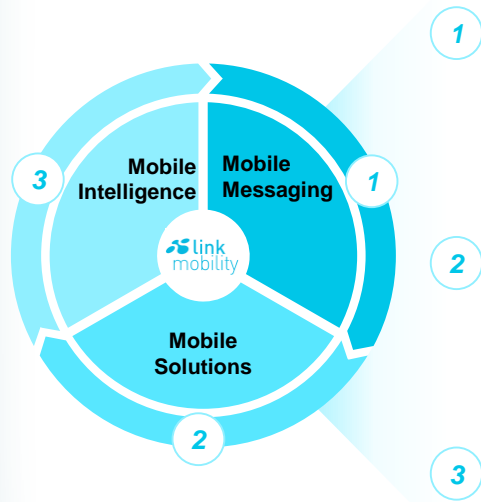 1
3
Mobile
Intelligence
Mobile
Messaging
1
link
mobility
2
Mobile
Solutions
2
3